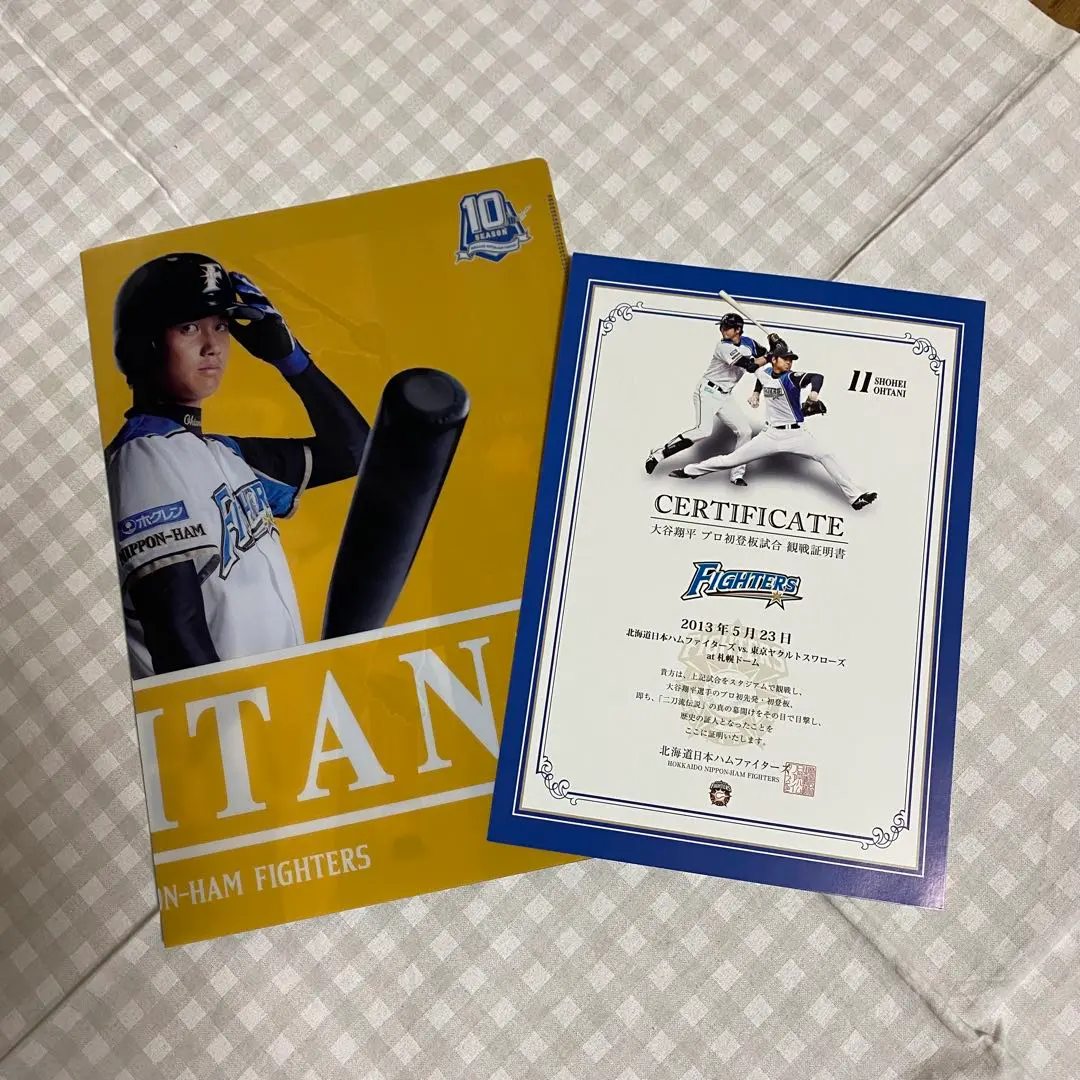 10th
SEASON
F
ホクレン
NIPPON-HAM
FIGHTERS
HTANI
ON-HAM FIGHTERS
11 SHOHEI
OHTANI
CERTIFICATE
大谷翔平 プロ初登板試合 観戦証明書
FIGHTERS
2013年5月23日
北海道日本ハムファイターズ vs. 東京ヤクルトスワローズ
at 札幌ドーム
貴方は、上記試合をスタジアムで観戦し、
大谷翔平選手のプロ初先発・初登板、
即ち、「二刀流伝説」の真の幕開けをその目で目撃し、
歴史の証人となったことを
ここに証明いたします。
北海道日本ハムファイターズ
HOKKAIDO NIPPON-HAM FIGHTERS